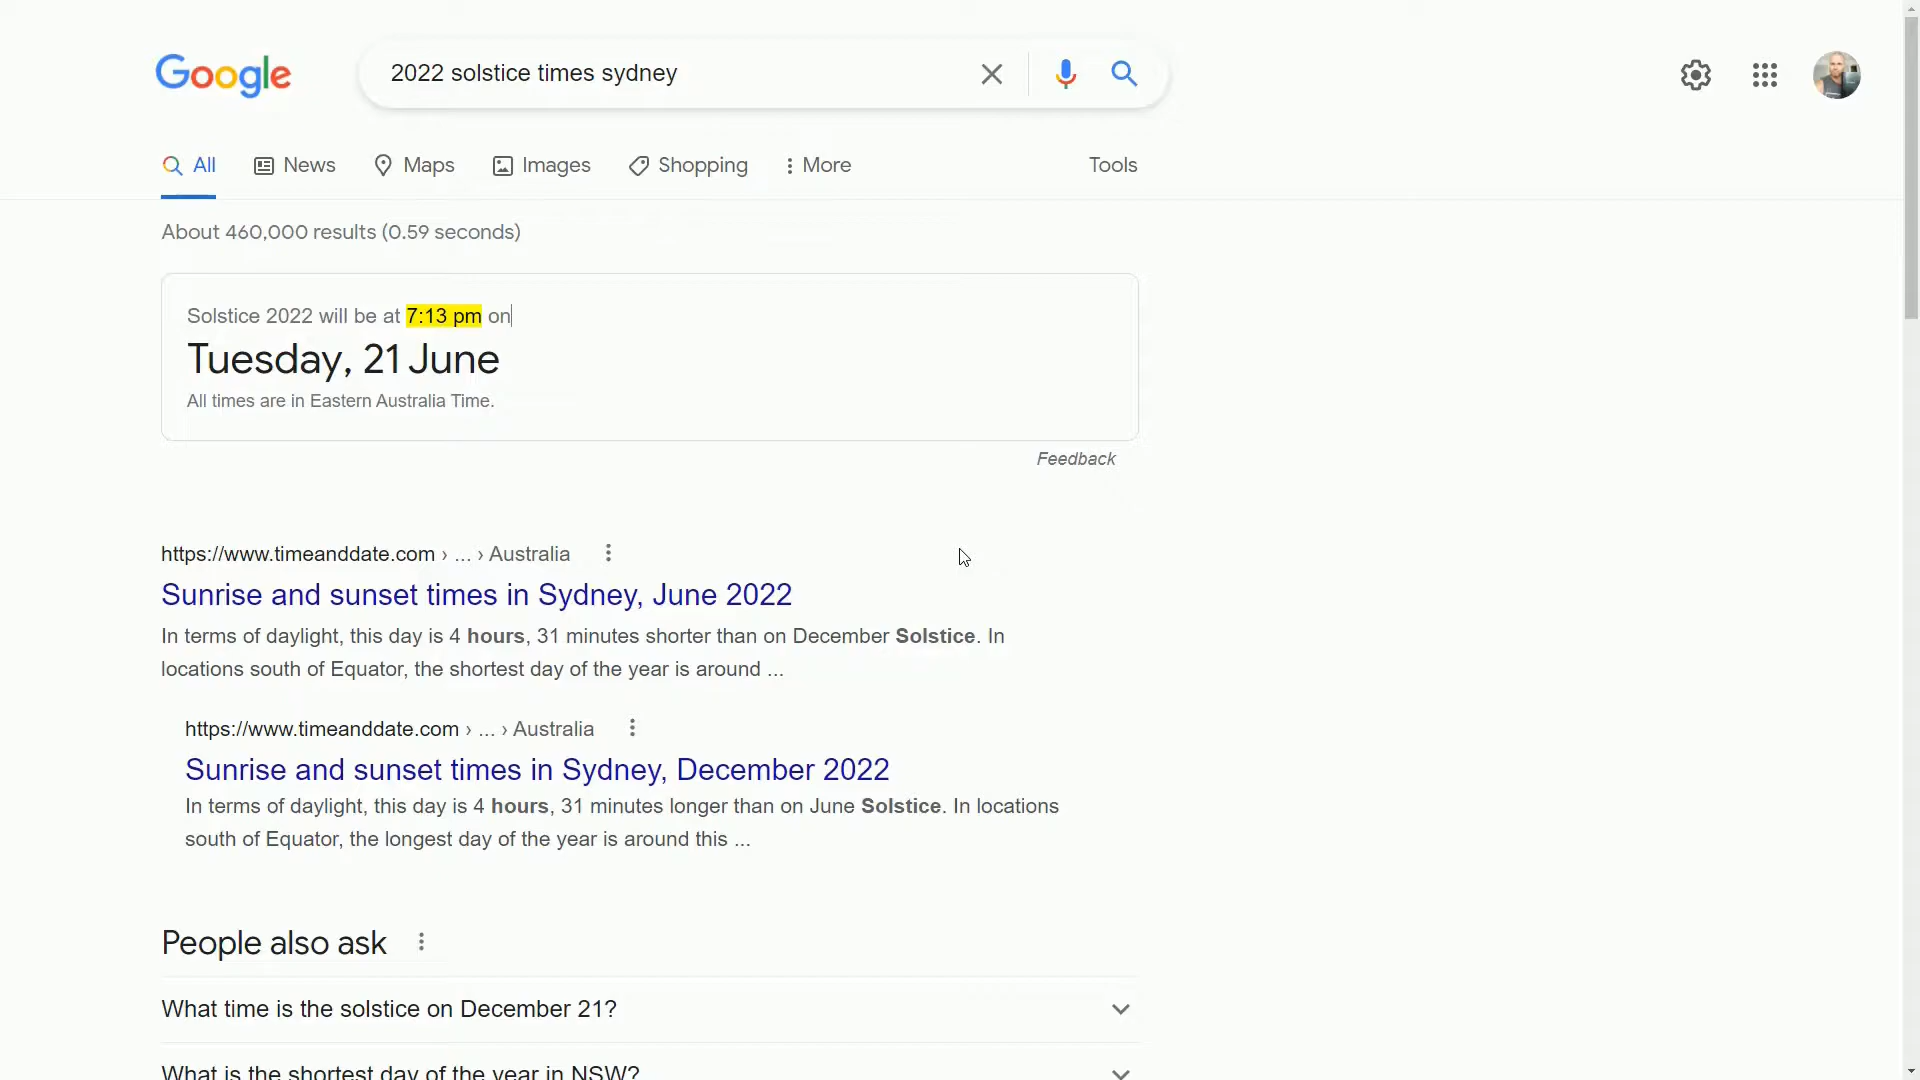 Google
2022 solstice times sydney
All
News
Maps
Images
Shopping
More
Tools
About 460,000 results (0.59 seconds)
Solstice 2022 will be at 7:13 pm on
Tuesday, 21 June
All times are in Eastern Australia Time.
Feedback
https://www.timeanddate.com › ... › Australia
Sunrise and sunset times in Sydney, June 2022
In terms of daylight, this day is 4 hours, 31 minutes shorter than on December Solstice. In
locations south of Equator, the shortest day of the year is around ...
https://www.timeanddate.com › ... › Australia
Sunrise and sunset times in Sydney, December 2022
In terms of daylight, this day is 4 hours, 31 minutes longer than on June Solstice. In locations
south of Equator, the longest day of the year is around this ...
People also ask
What time is the solstice on December 21?
What is the shortest day of the year in NSW?